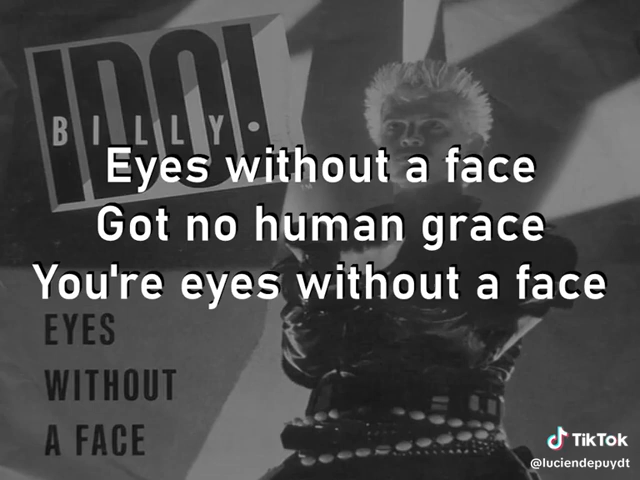 IDOL
BILLY
Eyes without a face
Got no human grace
You're eyes without a face
EYES
WITHOUT
A FACE
TikTok
@luciendepuydt